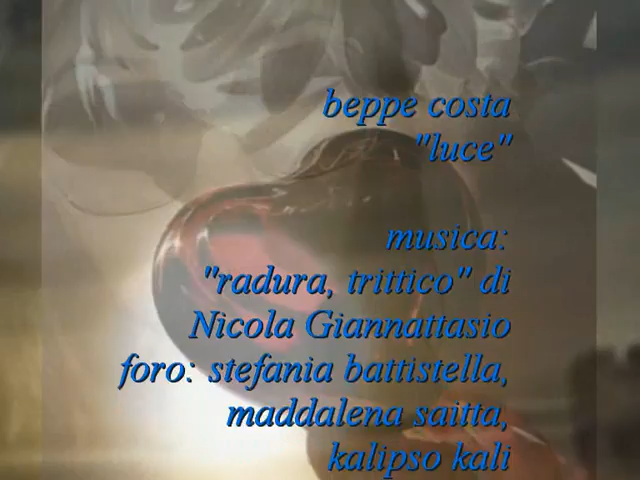 beppe costa
"luce"
musica:
"radura, trittico" di
Nicola Giannattasio
foro: stefania battistella,
maddalena saitta,
kalipso kali